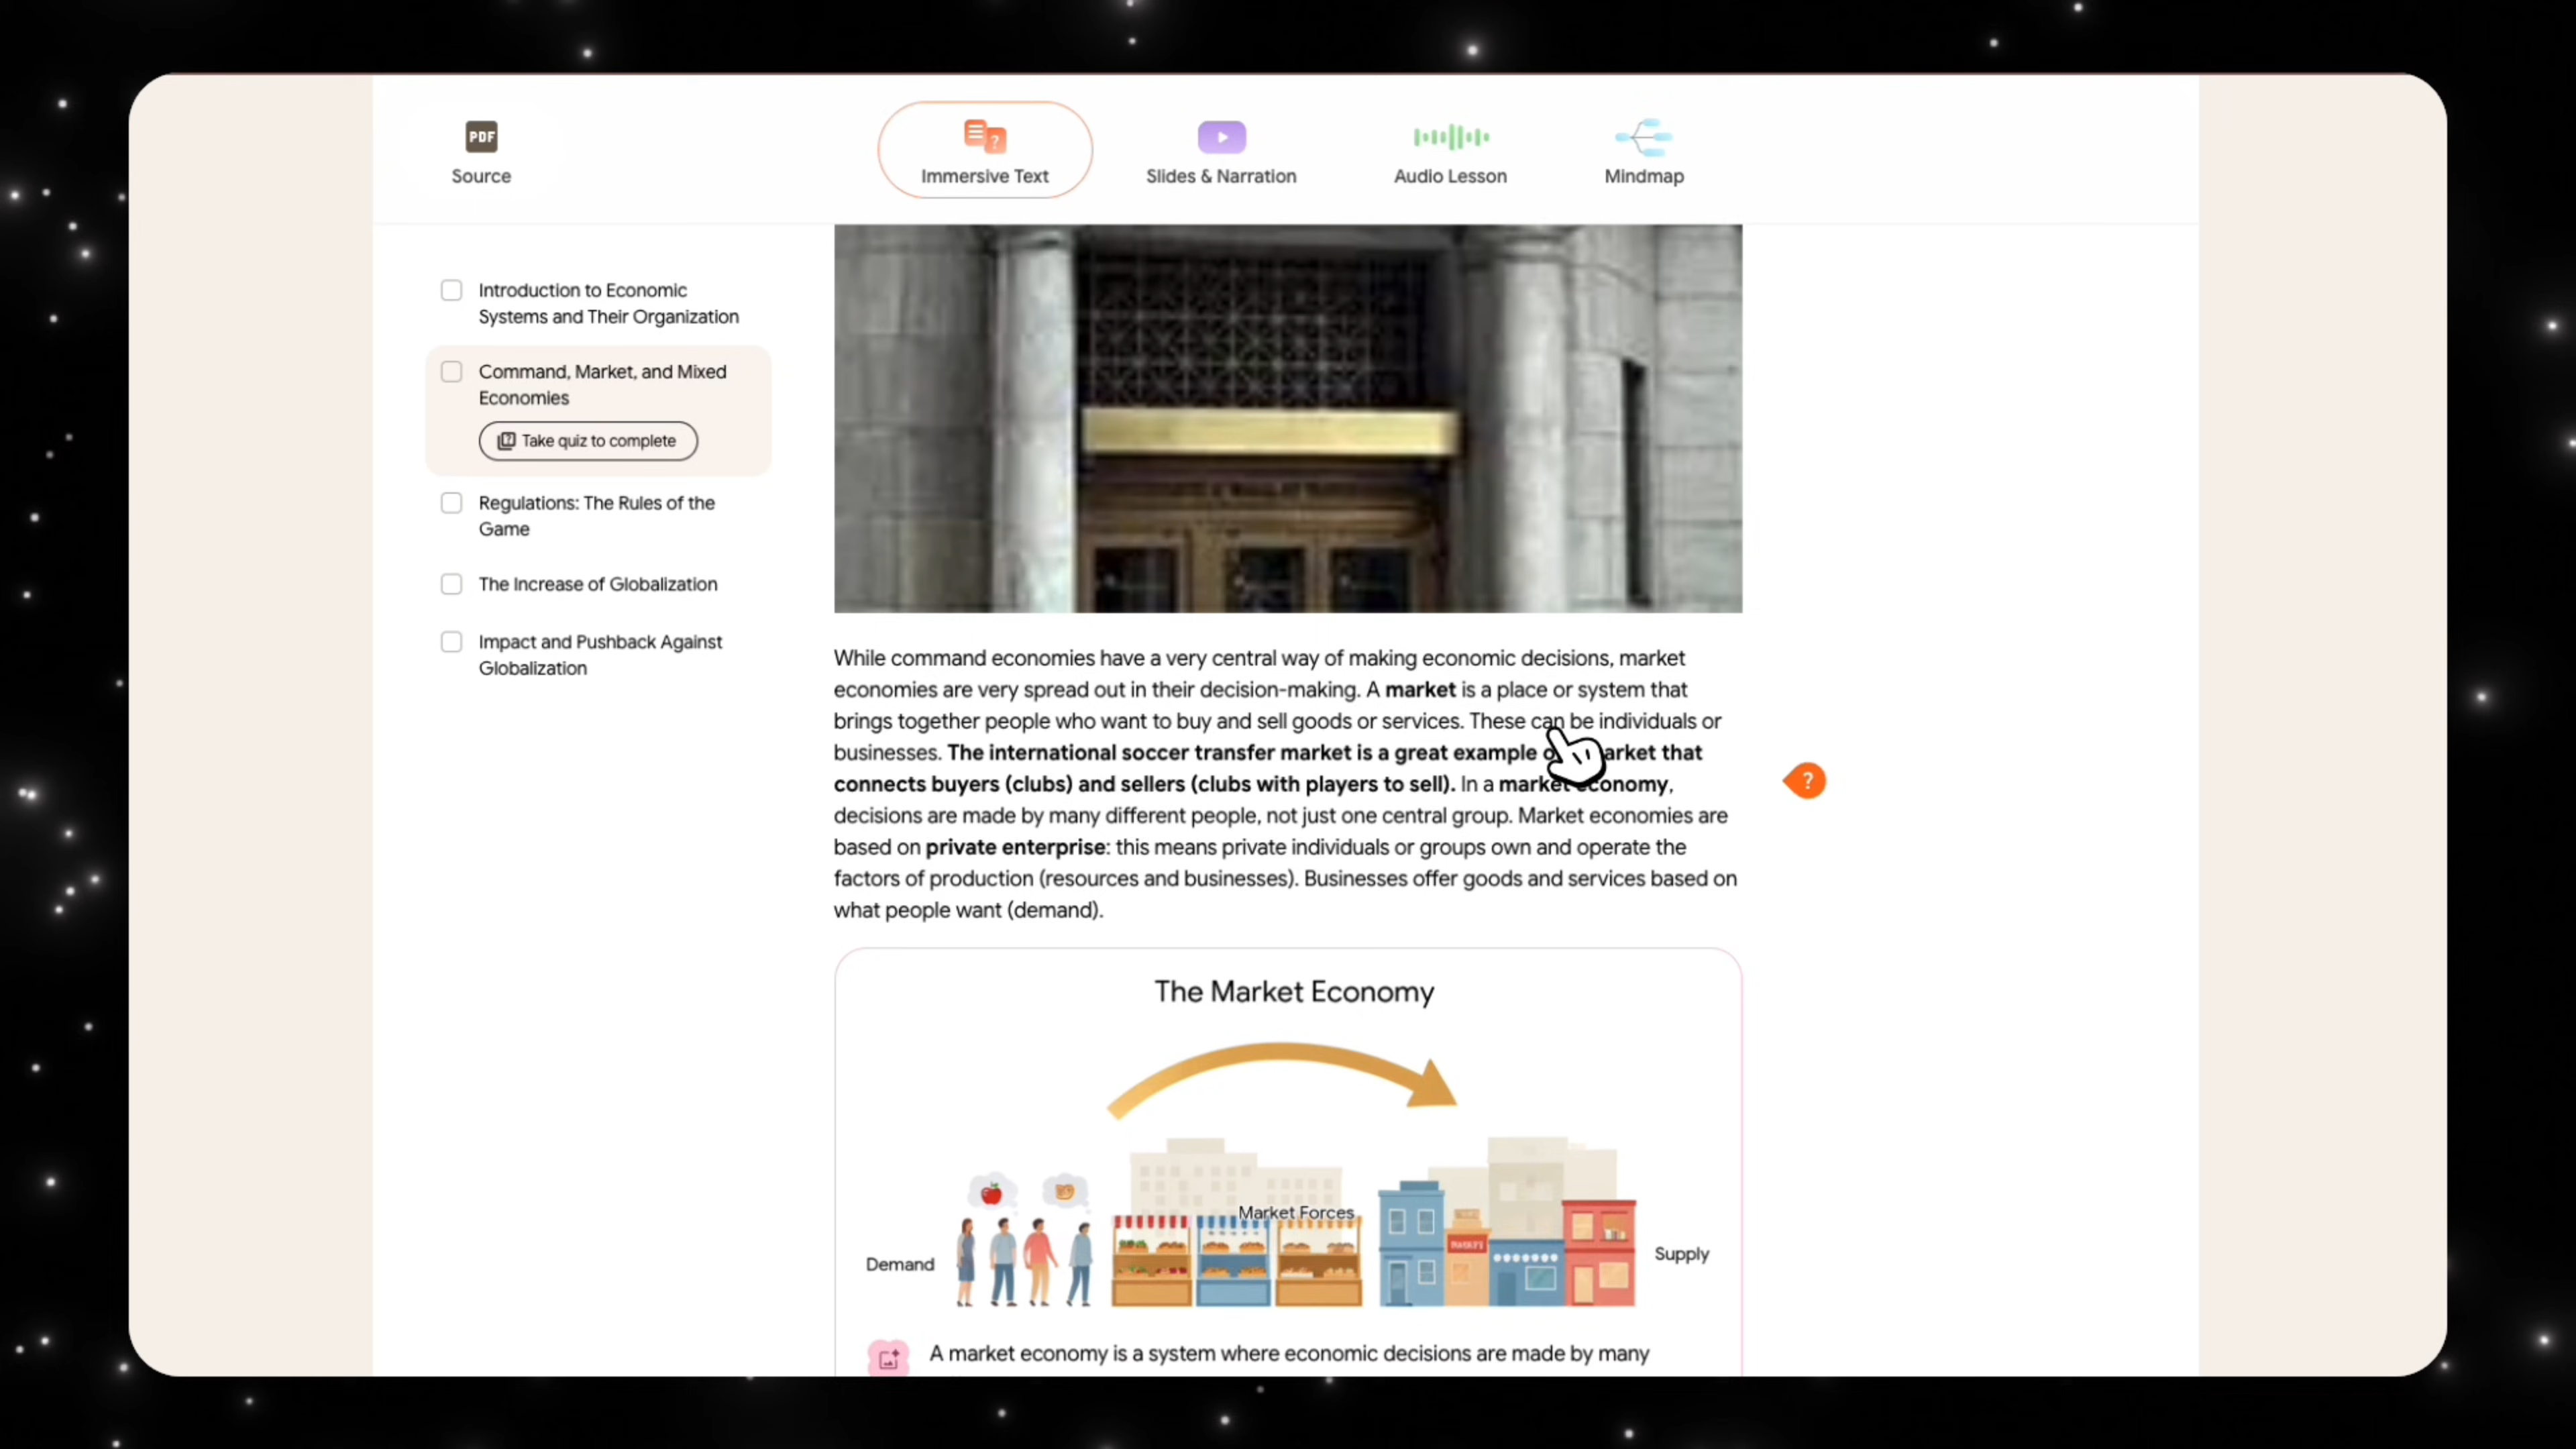 PDF
Source
Immersive Text
Slides & Narration
Audio Lesson
Mindmap
Introduction to Economic
Systems and Their Organization
Command, Market, and Mixed
Economies
Take quiz to complete
Regulations: The Rules of the
Game
The Increase of Globalization
Impact and Pushback Against
Globalization
While command economies have a very central way of making economic decisions, market
economies are very spread out in their decision-making. A market is a place or system that
brings together people who want to buy and sell goods or services. These can be individuals or
businesses. The international soccer transfer market is a great example that
connects buyers (clubs) and sellers (clubs with players to sell). In a market economy,
decisions are made by many different people, not just one central group. Market economies are
based on private enterprise: this means private individuals or groups own and operate the
factors of production (resources and businesses). Businesses offer goods and services based on
what people want (demand).
?
The Market Economy
Market Forces
Demand
Supply
A market economy is a system where economic decisions are made by many